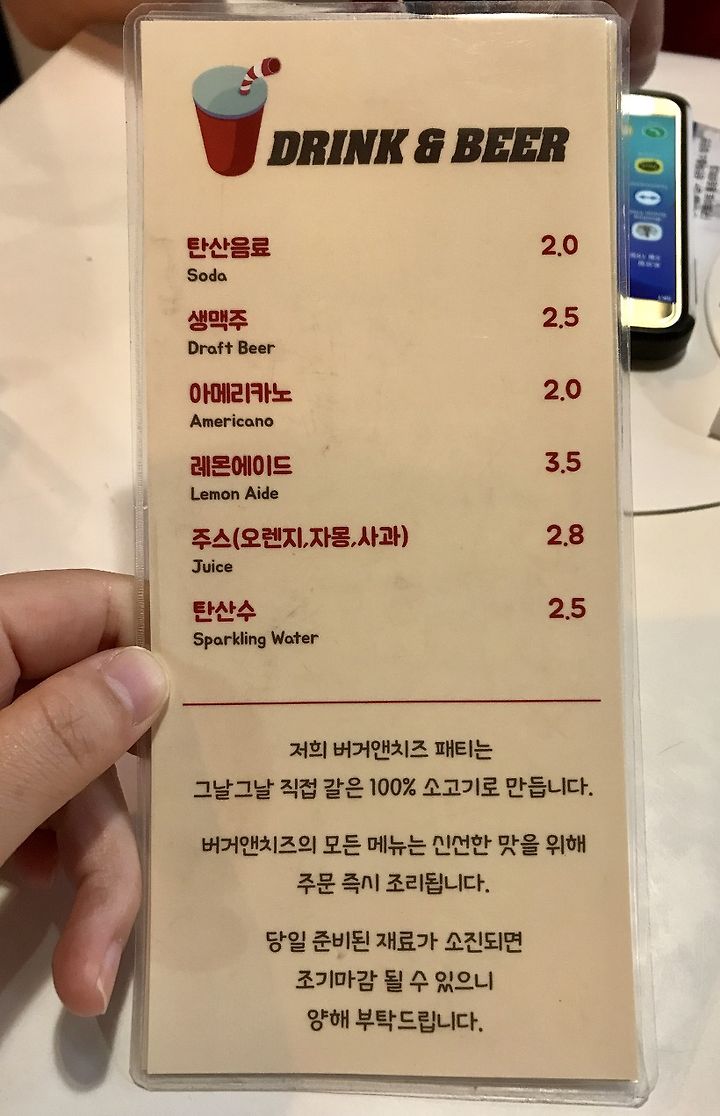 DRINK & BEER
탄산음료 2.0
Soda
생맥주 2.5
Draft Beer
아메리카노 2.0
Americano
레몬에이드 3.5
Lemon Aide
주스(오렌지,자몽,사과) 2.8
Juice
탄산수 2.5
Sparkling Water
저희 버거앤치즈 패티는
그날그날 직접 갈은 100% 소고기로 만듭니다.
버거앤치즈의 모든 메뉴는 신선한 맛을 위해
주문 즉시 조리됩니다.
당일 준비된 재료가 소진되면
조기마감 될 수 있으니
양해 부탁드립니다.